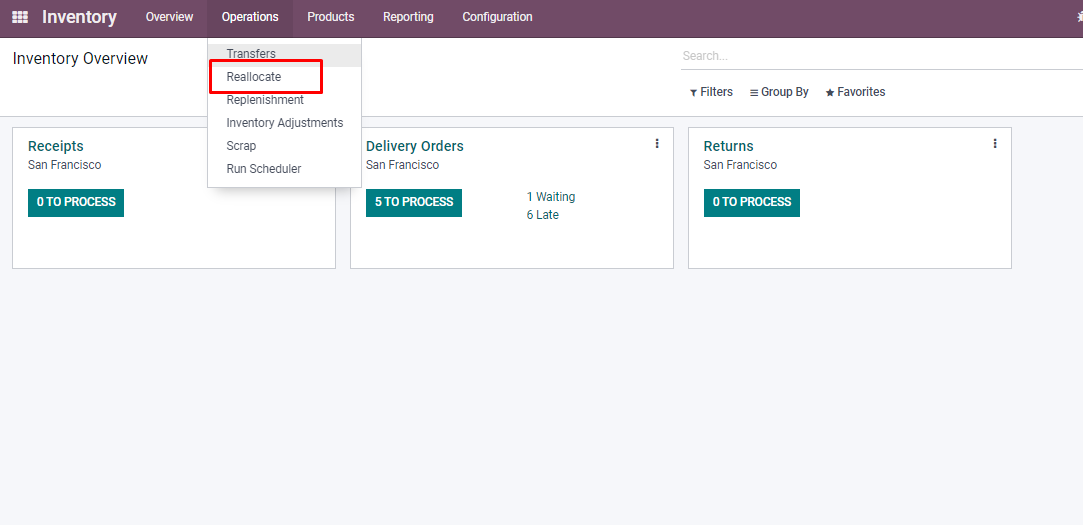 Inventory Overview Operations Products Reporting Configuration
Inventory Overview
Search...
Filters Group By Favorites
Transfers
Reallocate
Replenishment
Inventory Adjustments
Scrap
Run Scheduler
Receipts
San Francisco
0 TO PROCESS
Delivery Orders
San Francisco
5 TO PROCESS
1 Waiting
6 Late
Returns
San Francisco
0 TO PROCESS